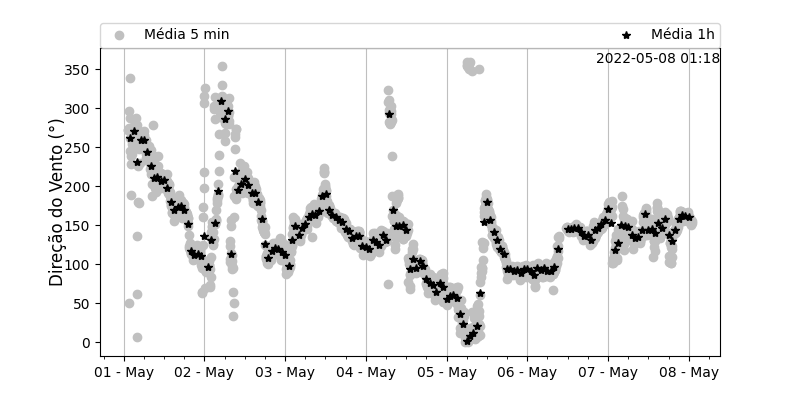 Média 5 min
Média 1h
2022-05-08 01:18
Direção do Vento (°)
350
300
250
200
150
100
50
0
01 - May
02 - May
03 - May
04 - May
05 - May
06 - May
07 - May
08 - May